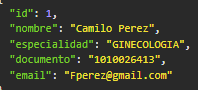 "id": 1,
"nombre": "Camilo Perez",
"especialidad": "GINECOLOGIA",
"documento": "1010026413",
"email": "Fperez@gmail.com"